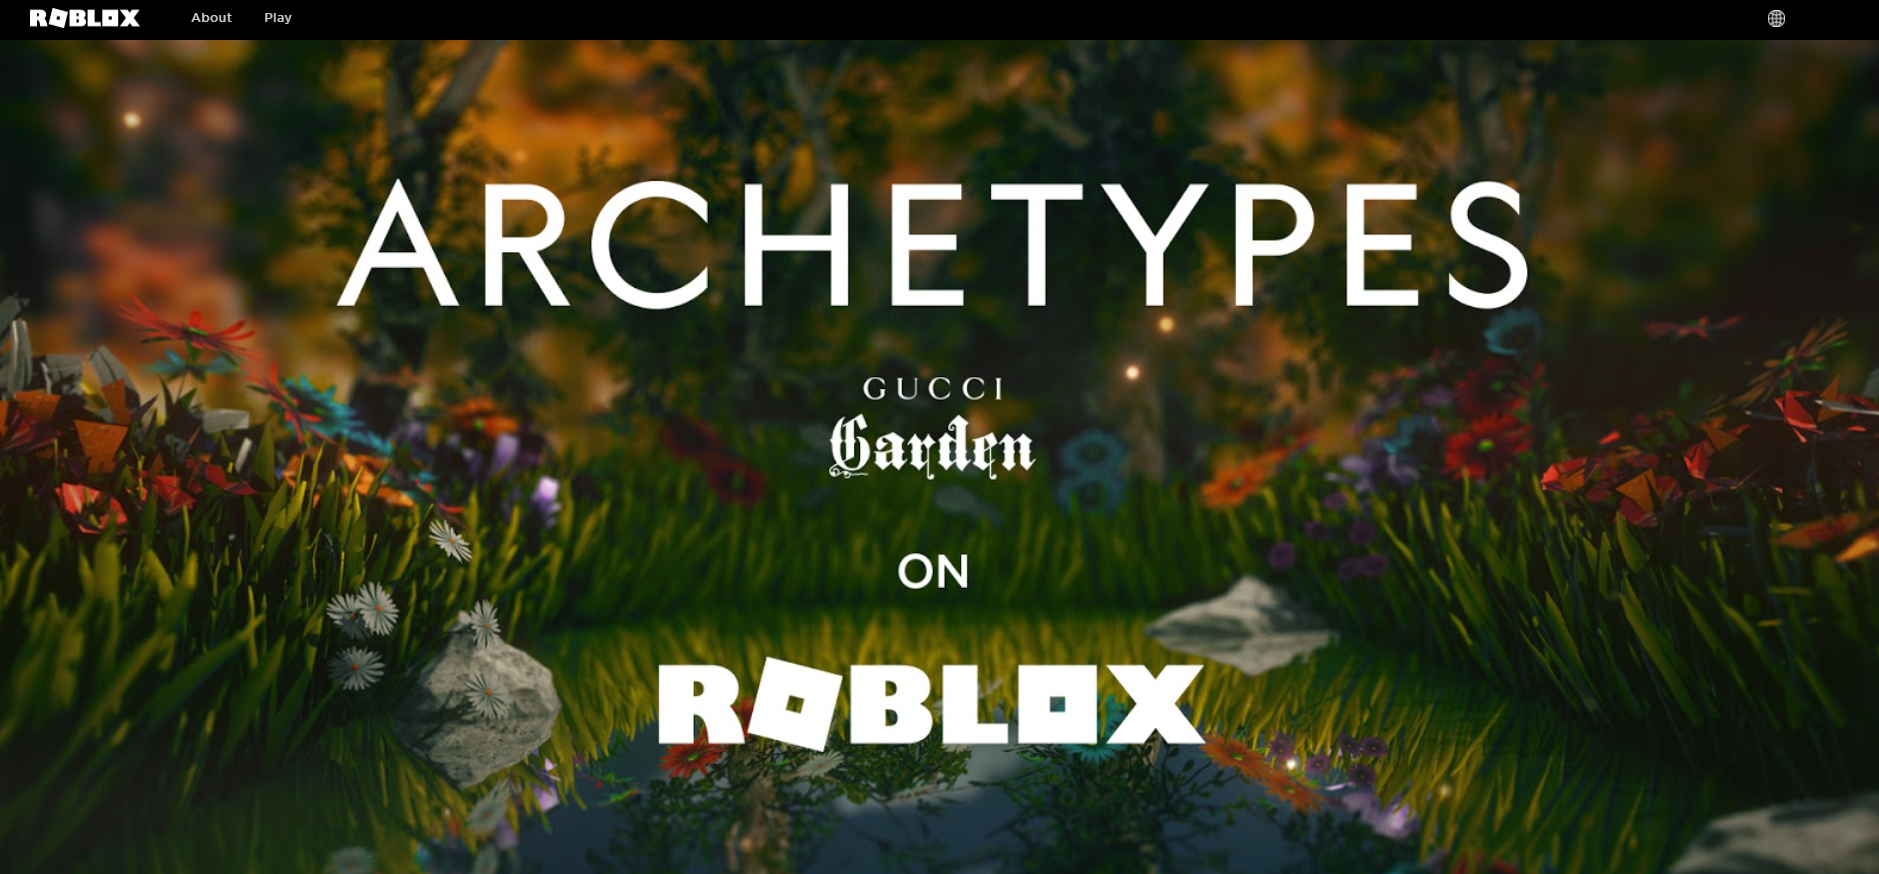 ROBLOX About Play
ARCHETYPES
GUCCI
Garden
ON
ROBLOX